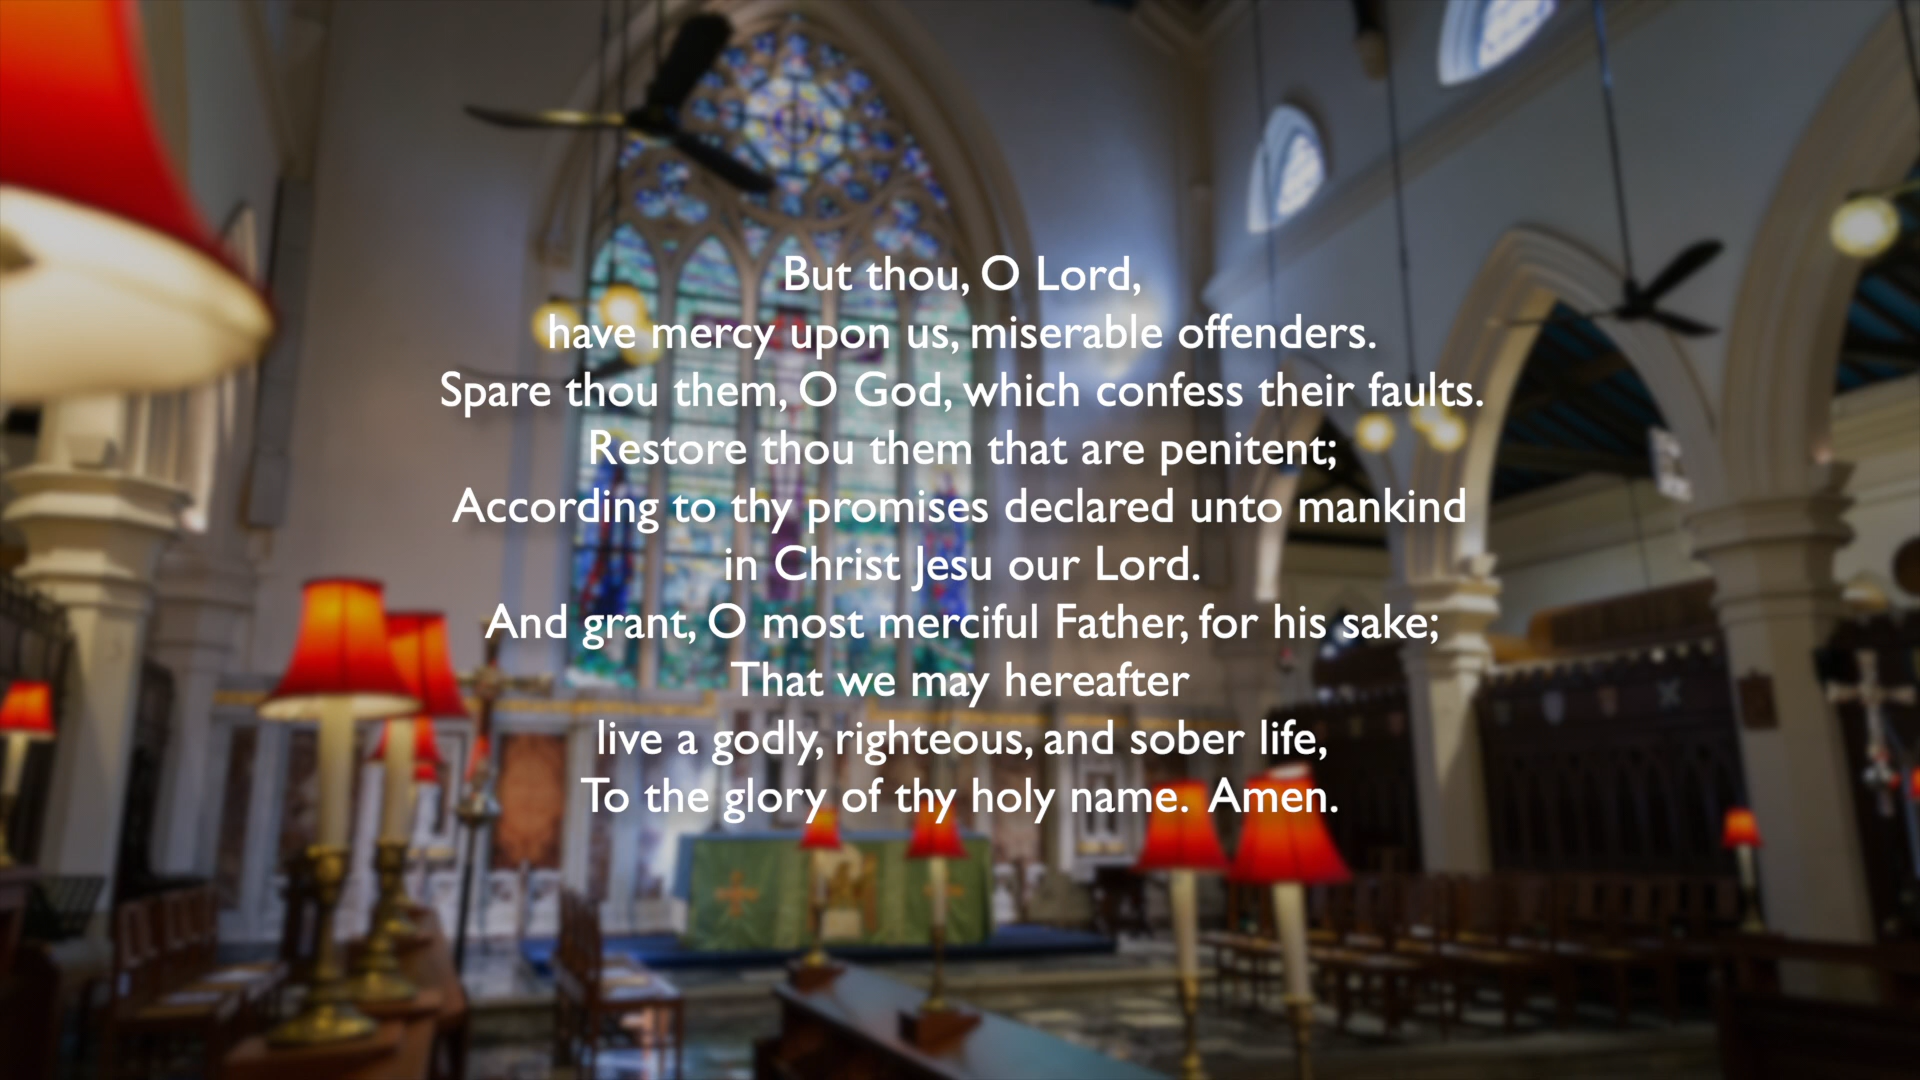 But thou, O Lord,
have mercy upon us, miserable offenders.
Spare thou them, O God, which confess their faults.
Restore thou them that are penitent;
According to thy promises declared unto mankind
in Christ Jesu our Lord.
And grant, O most merciful Father, for his sake;
That we may hereafter
live a godly, righteous, and sober life,
To the glory of thy holy name.  Amen.